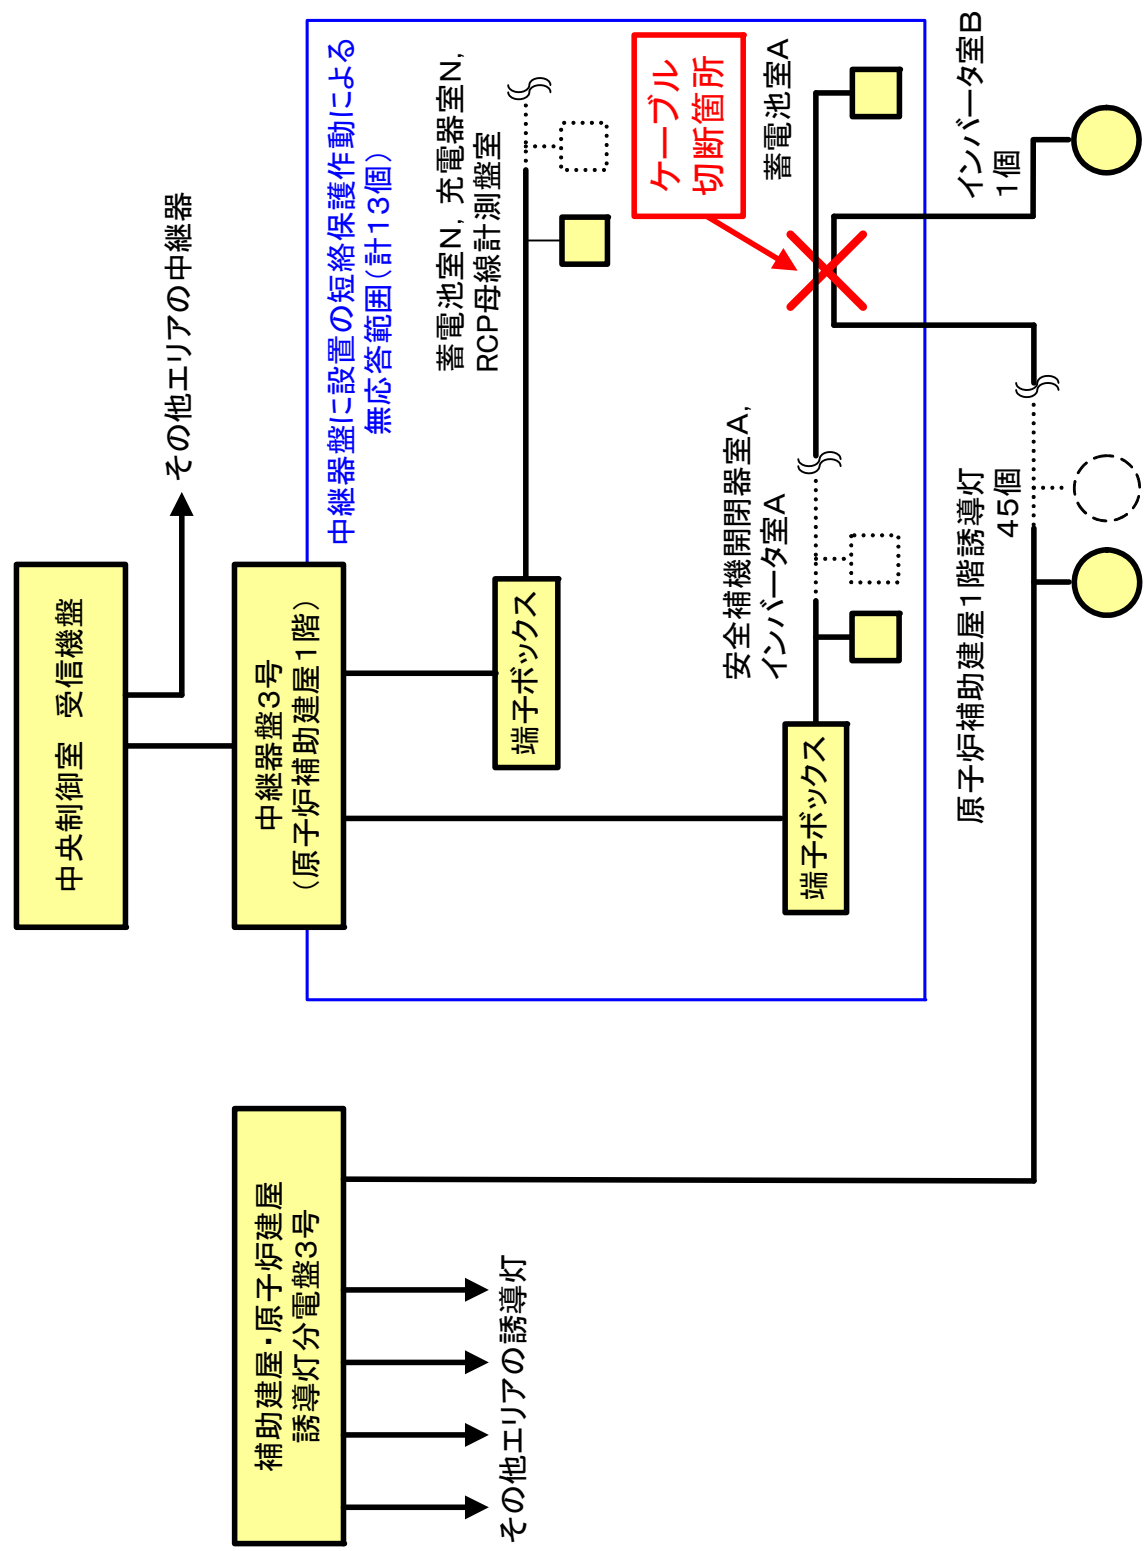 中央制御室　受信機盤
その他エリアの中継器
中継器盤3号
（原子炉補助建屋1階）
中継器盤に設置の短絡保護作動による
無応答範囲（計13個）
蓄電池室N，充電器室N，
RCP母線計測盤室
端子ボックス
ケーブル
切断箇所
蓄電池室A
安全補機開閉器室A，
インバータ室A
端子ボックス
インバータ室B
1個
原子炉補助建屋1階誘導灯
45個
補助建屋・原子炉建屋
誘導灯分電盤3号
その他エリアの誘導灯